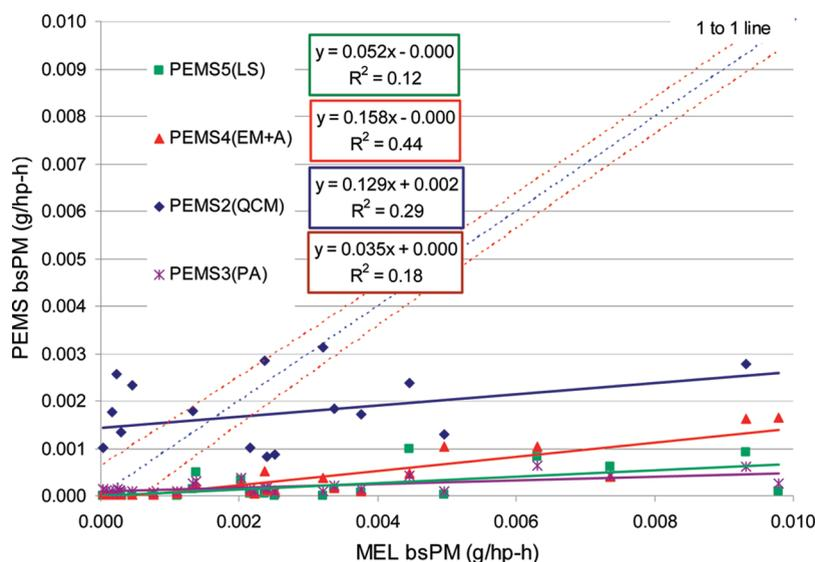 1 to 1 line
PEMS5(LS)
y = 0.052x - 0.000
R² = 0.12
PEMS4(EM+A)
y = 0.158x - 0.000
R² = 0.44
PEMS2(QCM)
y = 0.129x + 0.002
R² = 0.29
PEMS3(PA)
y = 0.035x + 0.000
R² = 0.18
PEMS bsPM (g/hp-h)
0.010
0.009
0.008
0.007
0.006
0.005
0.004
0.003
0.002
0.001
0.000
0.000 0.002 0.004 0.006 0.008 0.010
MEL bsPM (g/hp-h)